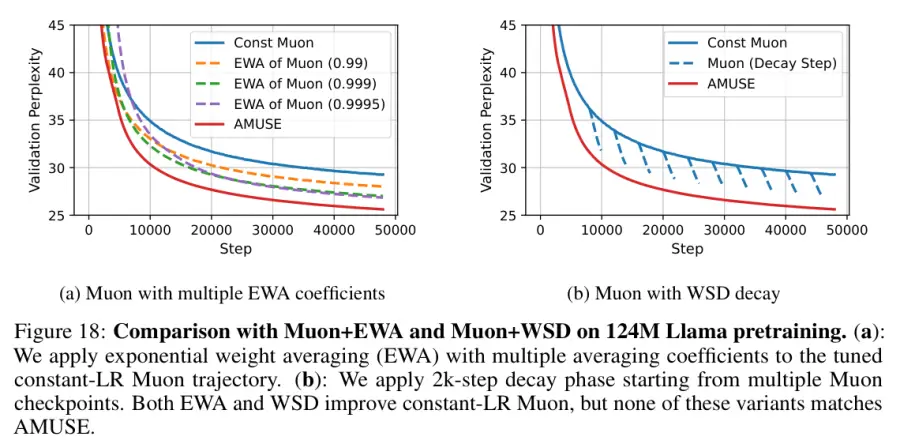 45
40
35
30
25
Validation Perplexity
0
10000
20000
30000
40000
50000
Step
Const Muon
EWA of Muon (0.99)
EWA of Muon (0.999)
EWA of Muon (0.9995)
AMUSE
(a) Muon with multiple EWA coefficients
45
40
35
30
25
Validation Perplexity
0
10000
20000
30000
40000
50000
Step
Const Muon
Muon (Decay Step)
AMUSE
(b) Muon with WSD decay
Figure 18: Comparison with Muon+EWA and Muon+WSD on 124M Llama pretraining. (a):
We apply exponential weight averaging (EWA) with multiple averaging coefficients to the tuned
constant-LR Muon trajectory. (b): We apply 2k-step decay phase starting from multiple Muon
checkpoints. Both EWA and WSD improve constant-LR Muon, but none of these variants matches
AMUSE.